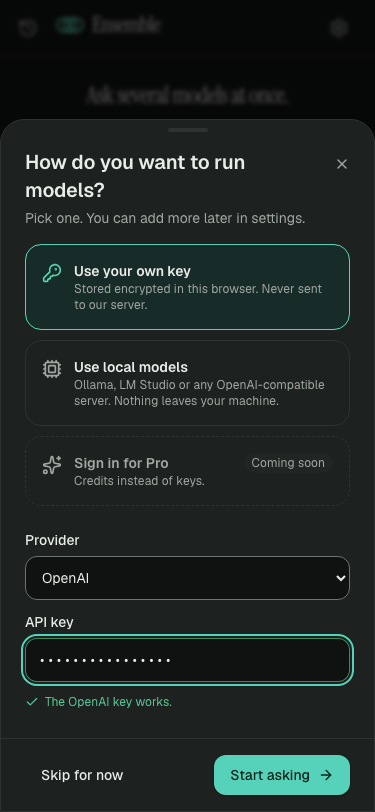 Ensemble
Ask several models at once.
How do you want to run
models?
Pick one. You can add more later in settings.
Use your own key
Stored encrypted in this browser. Never sent
to our server.
Use local models
Ollama, LM Studio or any OpenAI-compatible
server. Nothing leaves your machine.
Sign in for Pro
Coming soon
Credits instead of keys.
Provider
OpenAI
API key
••••••••••••••••
The OpenAI key works.
Skip for now
Start asking